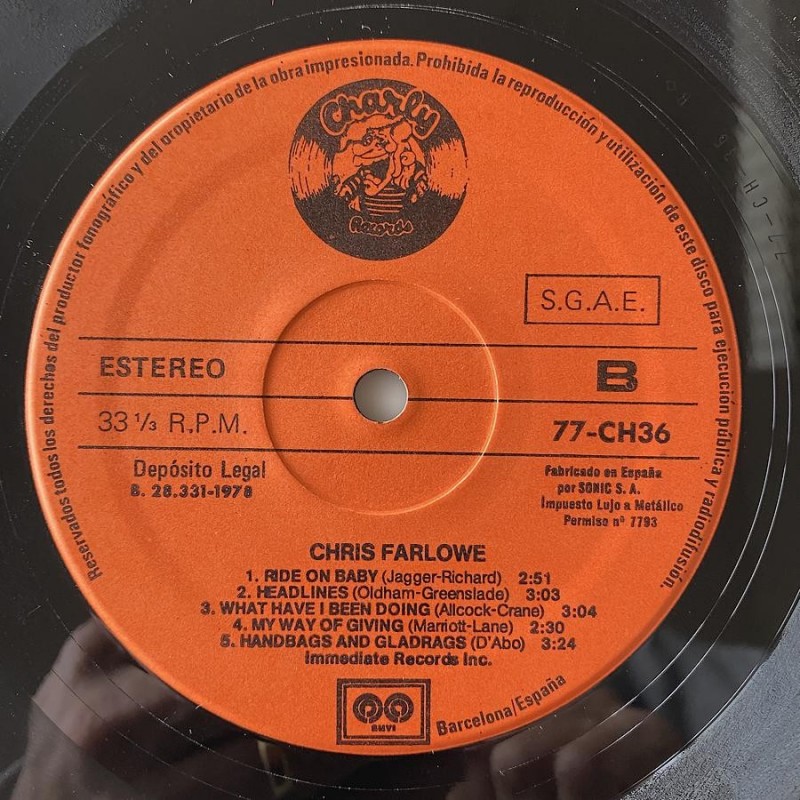 Reservados todos los derechos del productor fonográfico y del propietario de la obra impresionada. Prohibida la reproducción y utilización de este disco para ejecución pública y radiodifusión.
Charly
Records
S.G.A.E.
ESTEREO
B
33 1/3 R.P.M.
77-CH36
Depósito Legal
B. 28.331-1978
Fabricado en España
por SONIC S. A.
Impuesto Lujo a Metálico
Permiso nº 7793
CHRIS FARLOWE
1. RIDE ON BABY (Jagger-Richard) 2:51
2. HEADLINES (Oldham-Greenslade) 3:03
3. WHAT HAVE I BEEN DOING (Allcock-Crane) 3:04
4. MY WAY OF GIVING (Marriott-Lane) 2:30
5. HANDBAGS AND GLADRAGS (D'Abo) 3:24
Immediate Records Inc.
Barcelona/España